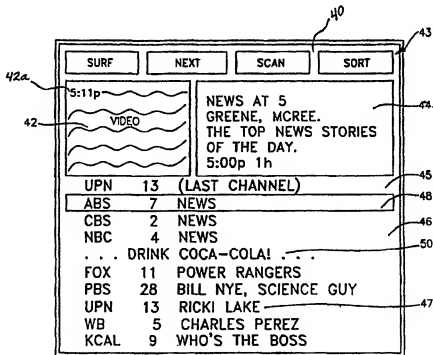 40
43
SURF NEXT SCAN SORT
42a
5:11p
42
VIDEO
NEWS AT 5
GREENE, MCREE.
THE TOP NEWS STORIES
OF THE DAY.
5:00p 1h
44
UPN 13 (LAST CHANNEL)
45
ABS 7 NEWS
48
CBS 2 NEWS
46
NBC 4 NEWS
. . . DRINK COCA-COLA! . . .
50
FOX 11 POWER RANGERS
PBS 28 BILL NYE, SCIENCE GUY
UPN 13 RICKI LAKE
47
WB 5 CHARLES PEREZ
KCAL 9 WHO'S THE BOSS